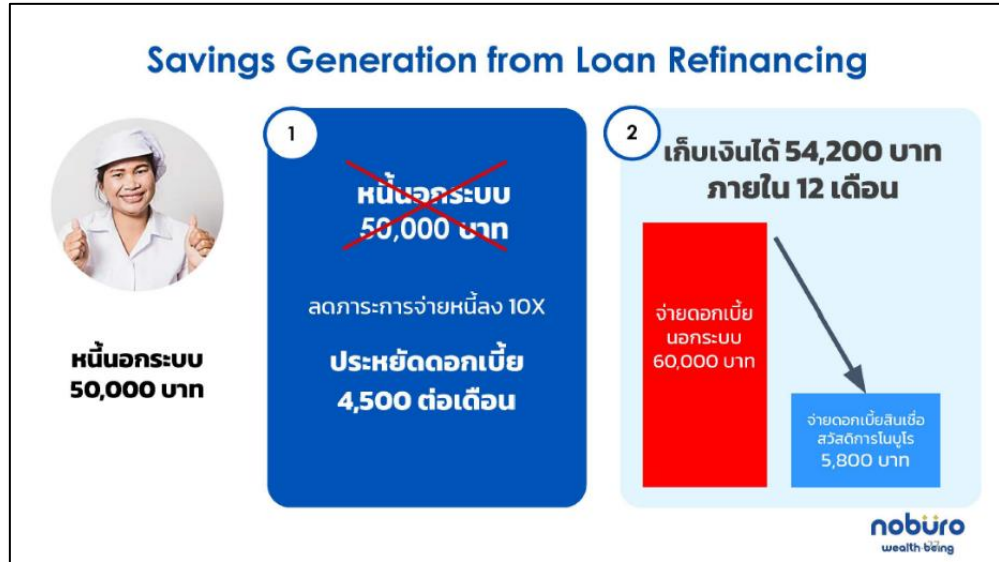 Savings Generation from Loan Refinancing
หนี้นอกระบบ
50,000 บาท
1
หนี้นอกระบบ
50,000 บาท
ลดภาระการจ่ายหนี้ลง 10X
ประหยัดดอกเบี้ย
4,500 ต่อเดือน
2
เก็บเงินได้ 54,200 บาท
ภายใน 12 เดือน
จ่ายดอกเบี้ย
นอกระบบ
60,000 บาท
จ่ายดอกเบี้ยสินเชื่อ
สวัสดิการโนบูโร
5,800 บาท
nobüro
wealth-being